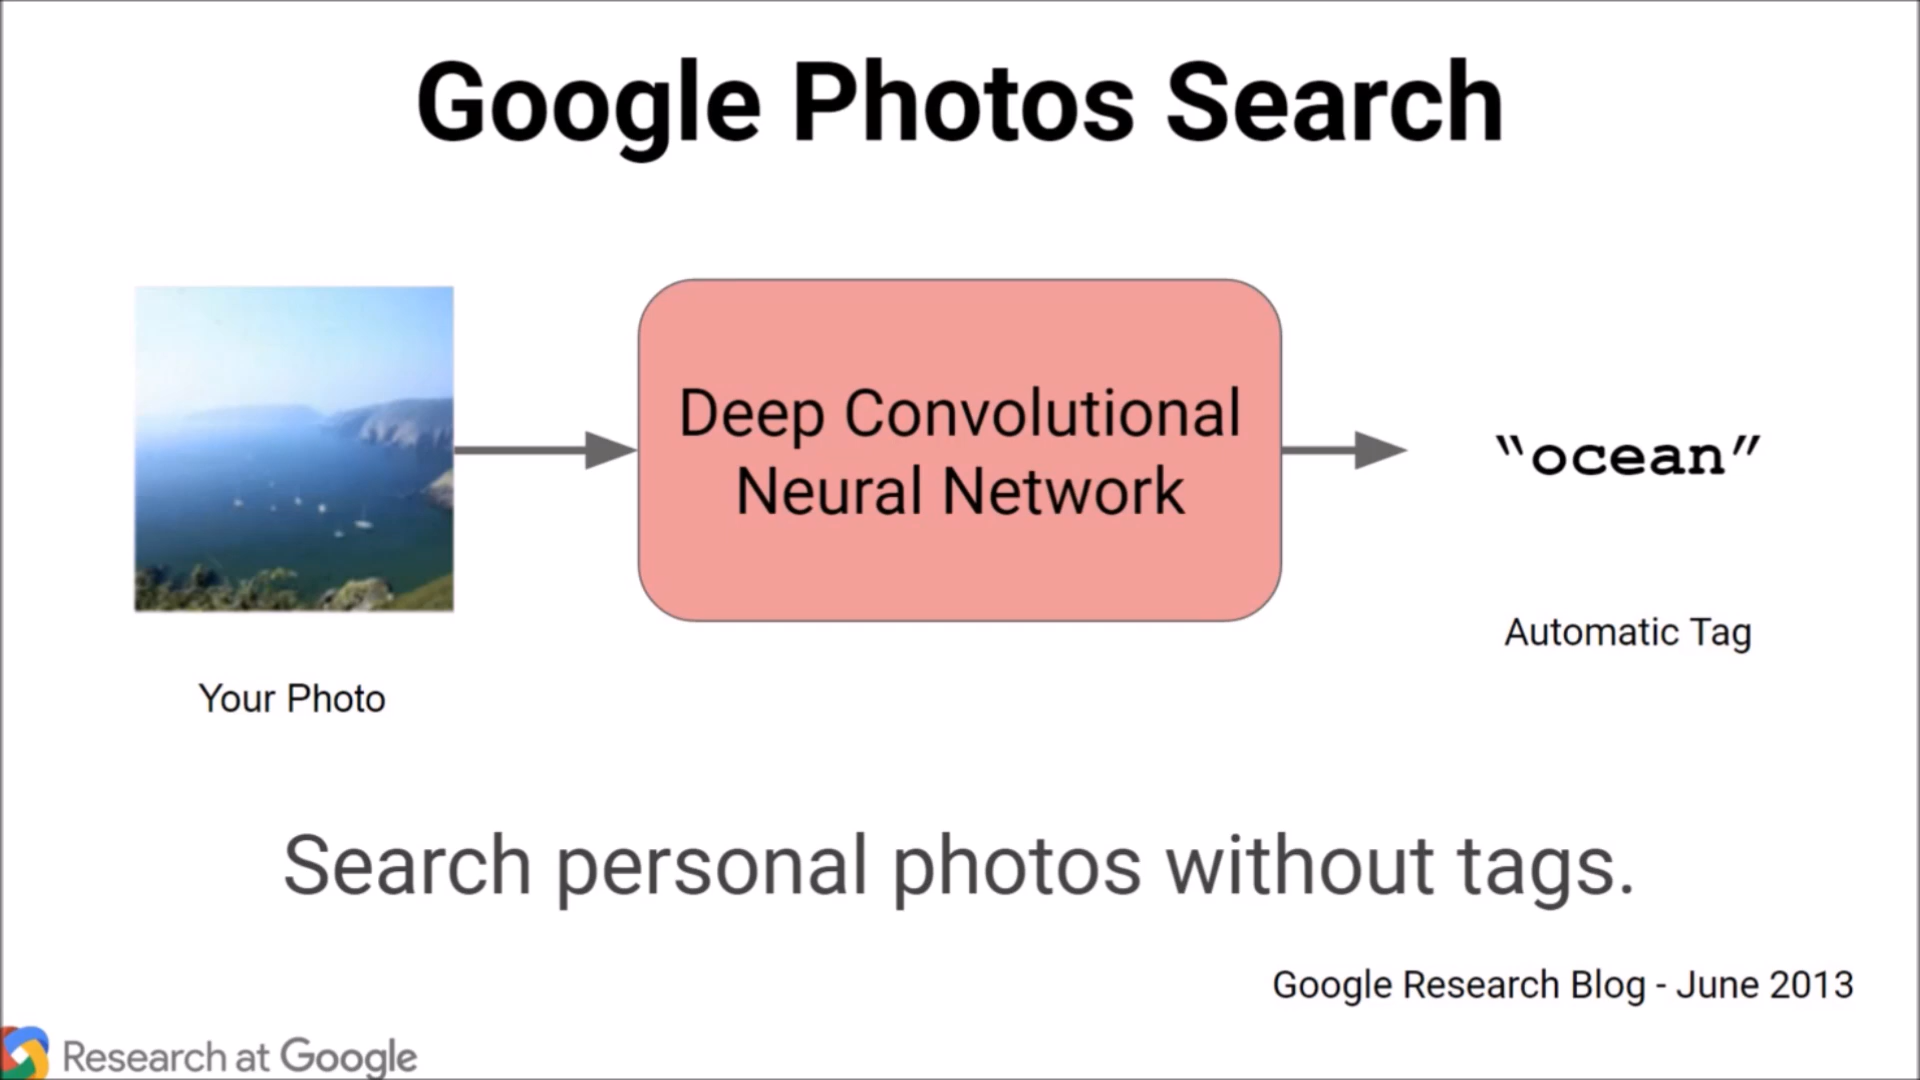 Google Photos Search
Deep Convolutional
Neural Network
“ocean”
Automatic Tag
Your Photo
Search personal photos without tags.
Google Research Blog - June 2013
Research at Google